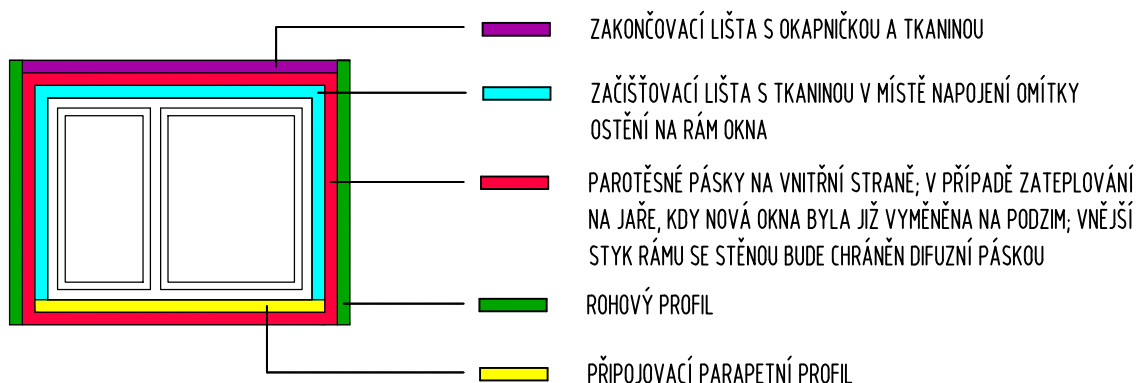 ZAKONČOVACÍ LIŠTA S OKAPNIČKOU A TKANINOU
ZAČIŠŤOVACÍ LIŠTA S TKANINOU V MÍSTĚ NAPOJENÍ OMÍTKY
OSTĚNÍ NA RÁM OKNA
PAROTĚSNÉ PÁSKY NA VNITŘNÍ STRANĚ; V PŘÍPADĚ ZATEPLOVÁNÍ
NA JAŘE, KDY NOVÁ OKNA BYLA JIŽ VYMĚNĚNA NA PODZIM; VNĚJŠÍ
STYK RÁMU SE STĚNOU BUDE CHRÁNĚN DIFUZNÍ PÁSKOU
ROHOVÝ PROFIL
PŘIPOJOVACÍ PARAPETNÍ PROFIL